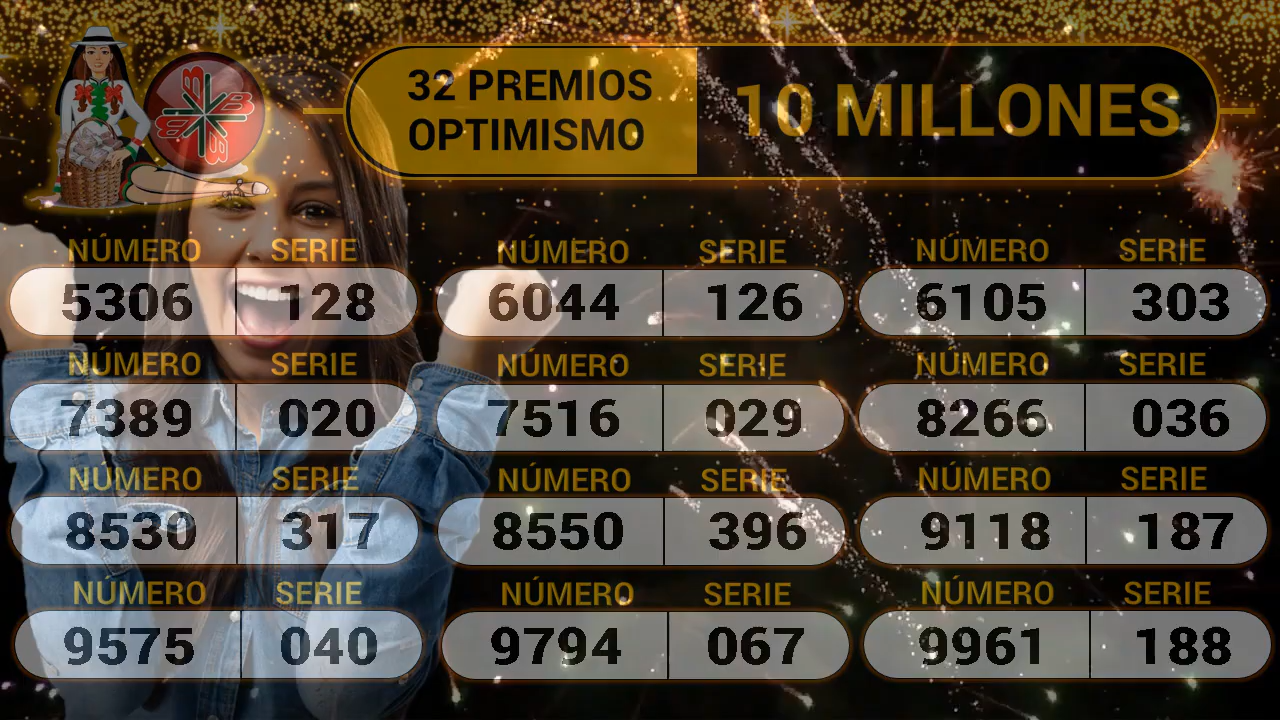 32 PREMIOS
OPTIMISMO
10 MILLONES
NÚMERO SERIE NÚMERO SERIE NÚMERO SERIE
5306 128 6044 126 6105 303
NÚMERO SERIE NÚMERO SERIE NÚMERO SERIE
7389 020 7516 029 8266 036
NÚMERO SERIE NÚMERO SERIE NÚMERO SERIE
8530 317 8550 396 9118 187
NÚMERO SERIE NÚMERO SERIE NÚMERO SERIE
9575 040 9794 067 9961 188